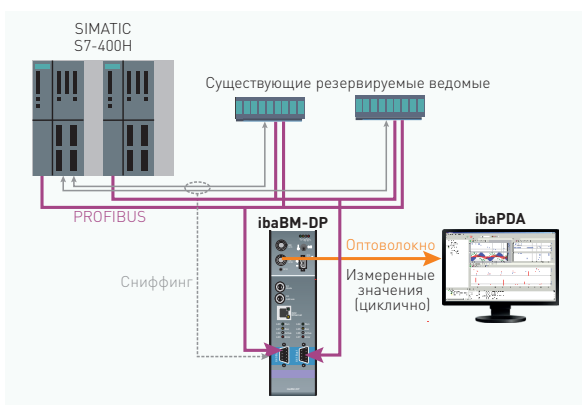 SIMATIC
S7-400H
Существующие резервируемые ведомые
PROFIBUS
ibaBM-DP
ibaPDA
Оптоволокно
Сниффинг
Измеренные
значения
(циклично)